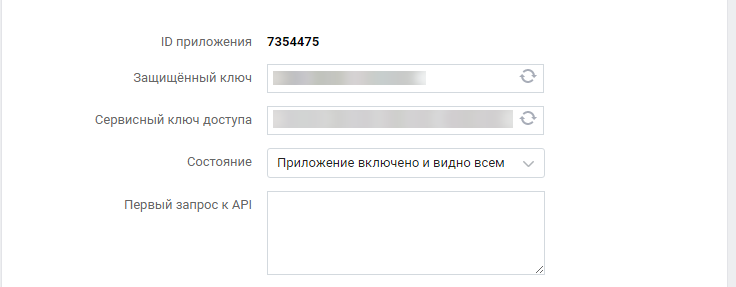 ID приложения 7354475
Защищённый ключ
Сервисный ключ доступа
Состояние Приложение включено и видно всем
Первый запрос к API